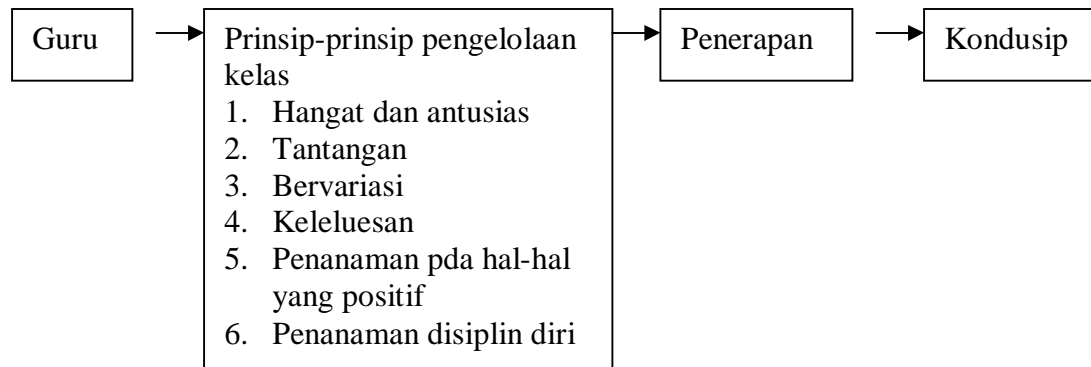 Guru
Prinsip-prinsip pengelolaan
kelas
1. Hangat dan antusias
2. Tantangan
3. Bervariasi
4. Keleluesan
5. Penanaman pda hal-hal
yang positif
6. Penanaman disiplin diri
Penerapan
Kondusip